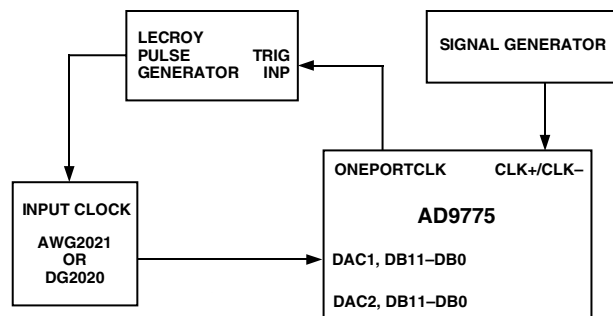 LECROY
PULSE
GENERATOR
TRIG
INP
SIGNAL GENERATOR
ONEPORTCLK
CLK+/CLK–
AD9775
INPUT CLOCK
AWG2021
OR
DG2020
DAC1, DB11–DB0
DAC2, DB11–DB0